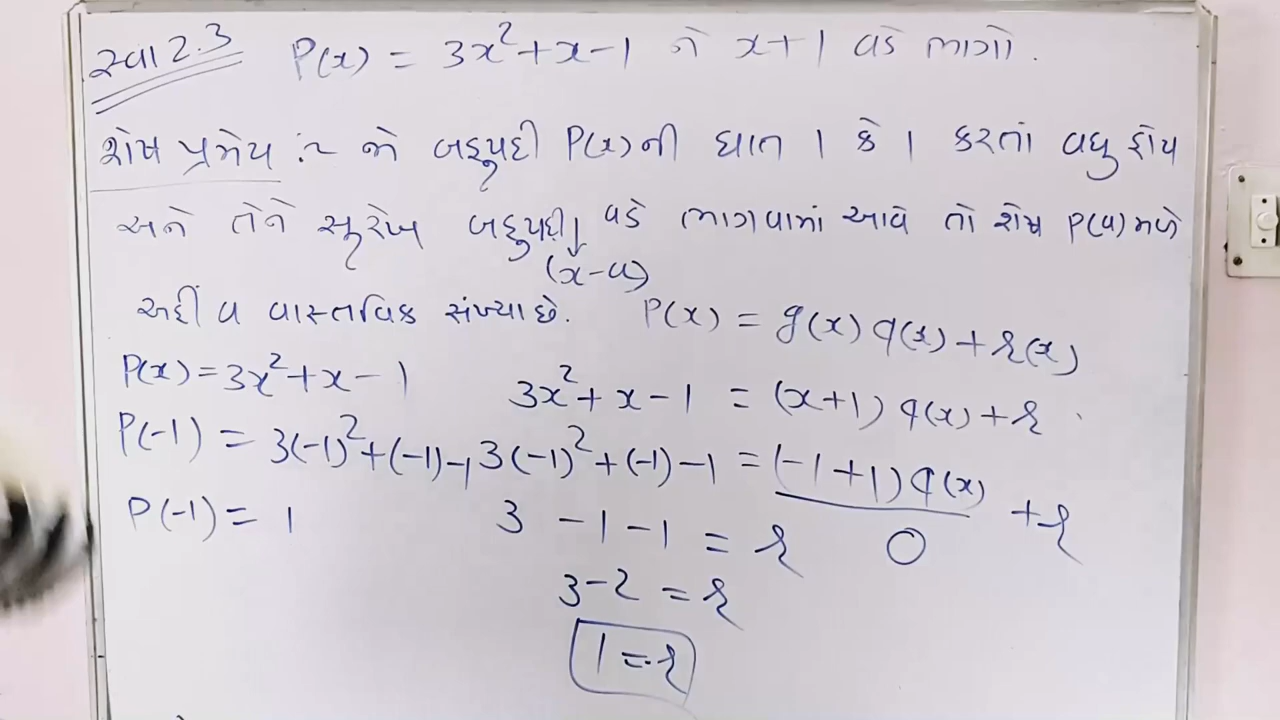 સ્વા 2.3 P(x) = 3x²+x-1 ને x+1 વડે ભાગો.
શેષ પ્રમેય :~ જો બહુપદી P(x)ની ઘાત 1 કે 1 કરતાં વધુ હોય
અને તેને સુરેખ બહુપદી વડે ભાગવામાં આવે તો શેષ P(a) મળે
(x-a)
અહીં a વાસ્તવિક સંખ્યા છે. P(x) = g(x) q(x) + r(x)
P(x) = 3x²+x-1 3x²+x-1 = (x+1) q(x) + r
P(-1) = 3(-1)²+(-1)-1 3(-1)²+(-1)-1 = (-1+1) q(x) + r
P(-1) = 1 3 -1-1 = r 0
3-2 = r
1 = r